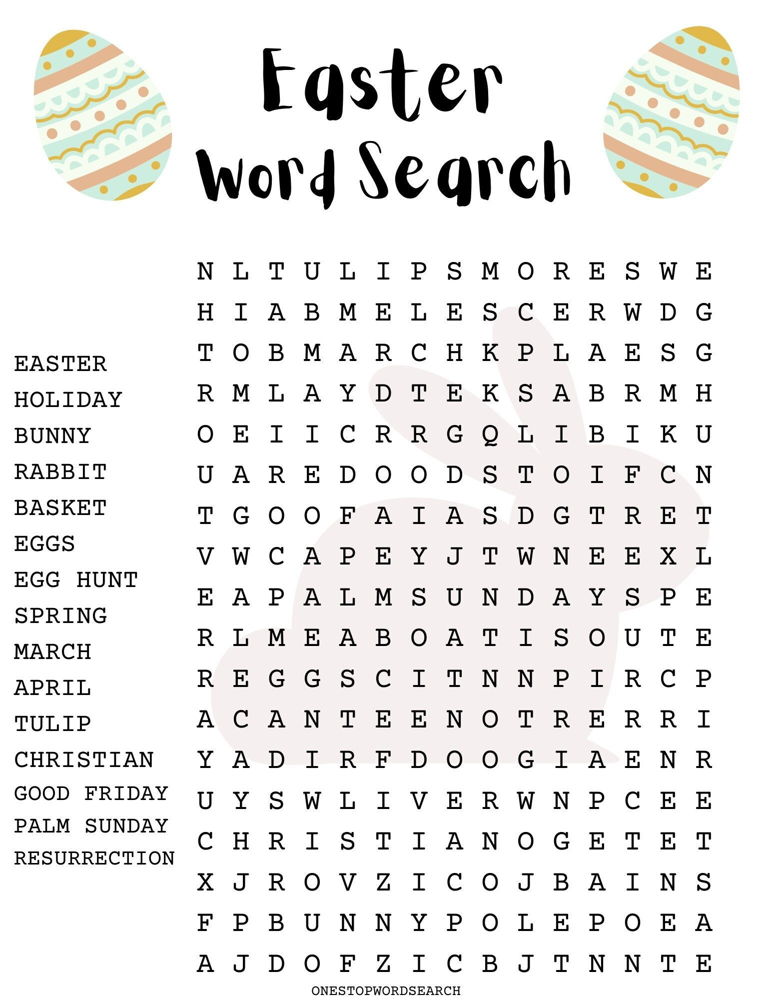 Easter
Word Search
N L T U L I P S M O R E S W E
H I A B M E L E S C E R W D G
T O B M A R C H K P L A E S G
R M L A Y D T E K S A B R M H
O E I I C R R G Q L I B I K U
U A R E D O O D S T O I F C N
T G O O F A I A S D G T R E T
V W C A P E Y J T W N E E X L
E A P A L M S U N D A Y S P E
R L M E A B O A T I S O U T E
R E G G S C I T N N P I R C P
A C A N T E E N O T R E R R I
Y A D I R F D O O G I A E N R
U Y S W L I V E R W N P C E E
C H R I S T I A N O G E T E T
X J R O V Z I C O J B A I N S
F P B U N N Y P O L E P O E A
A J D O F Z I C B J T N N T E
EASTER
HOLIDAY
BUNNY
RABBIT
BASKET
EGGS
EGG HUNT
SPRING
MARCH
APRIL
TULIP
CHRISTIAN
GOOD FRIDAY
PALM SUNDAY
RESURRECTION
ONESTOPWORDSEARCH